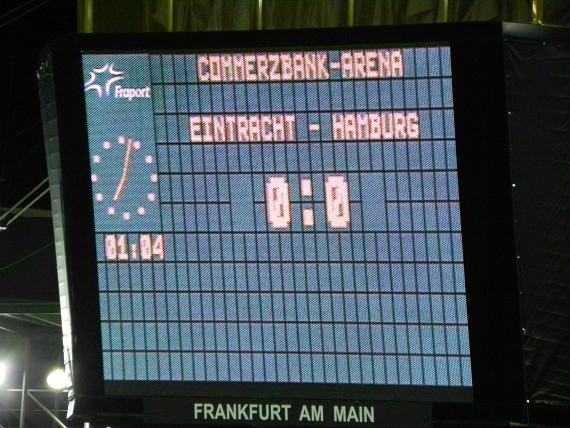 COMMERZBANK-ARENA
Fraport
EINTRACHT - HAMBURG
0:0
01:04
FRANKFURT AM MAIN